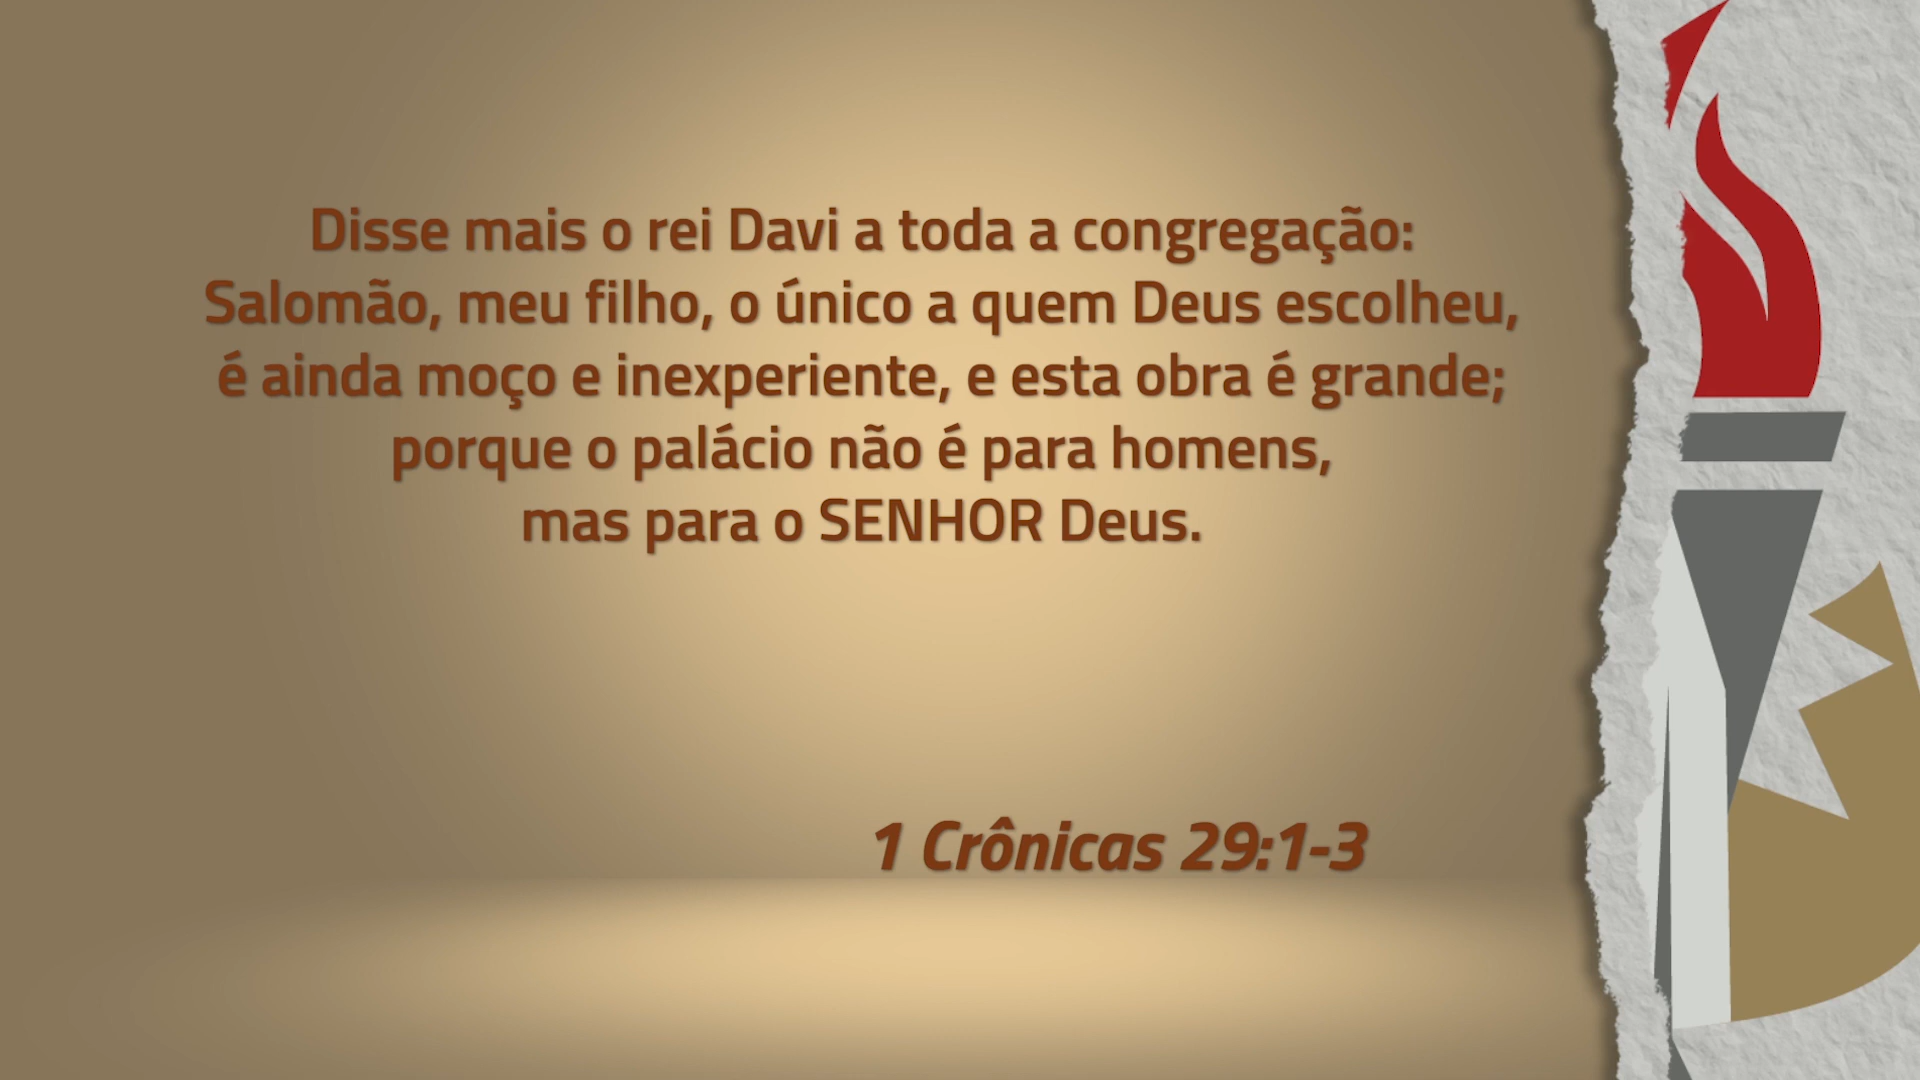 Disse mais o rei Davi a toda a congregação:
Salomão, meu filho, o único a quem Deus escolheu,
é ainda moço e inexperiente, e esta obra é grande;
porque o palácio não é para homens,
mas para o SENHOR Deus.
1 Crônicas 29:1-3